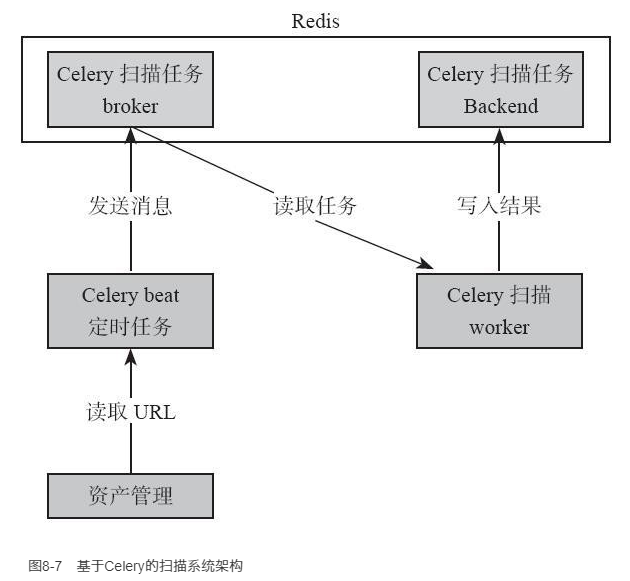 Redis
Celery 扫描任务
broker
Celery 扫描任务
Backend
发送消息
读取任务
写入结果
Celery beat
定时任务
Celery 扫描
worker
读取 URL
资产管理
图8-7 基于Celery的扫描系统架构